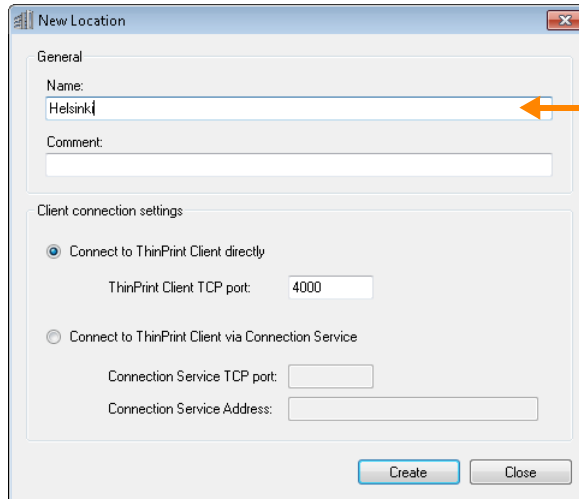 New Location
General
Name:
Helsinki
Comment:
Client connection settings
Connect to ThinPrint Client directly
ThinPrint Client TCP port: 4000
Connect to ThinPrint Client via Connection Service
Connection Service TCP port:
Connection Service Address:
Create Close